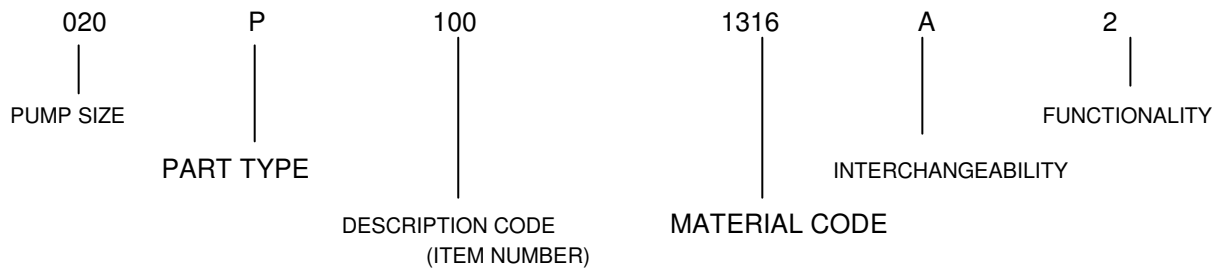 020 P 100 1316 A 2
PUMP SIZE
FUNCTIONALITY
PART TYPE
INTERCHANGEABILITY
DESCRIPTION CODE
(ITEM NUMBER)
MATERIAL CODE